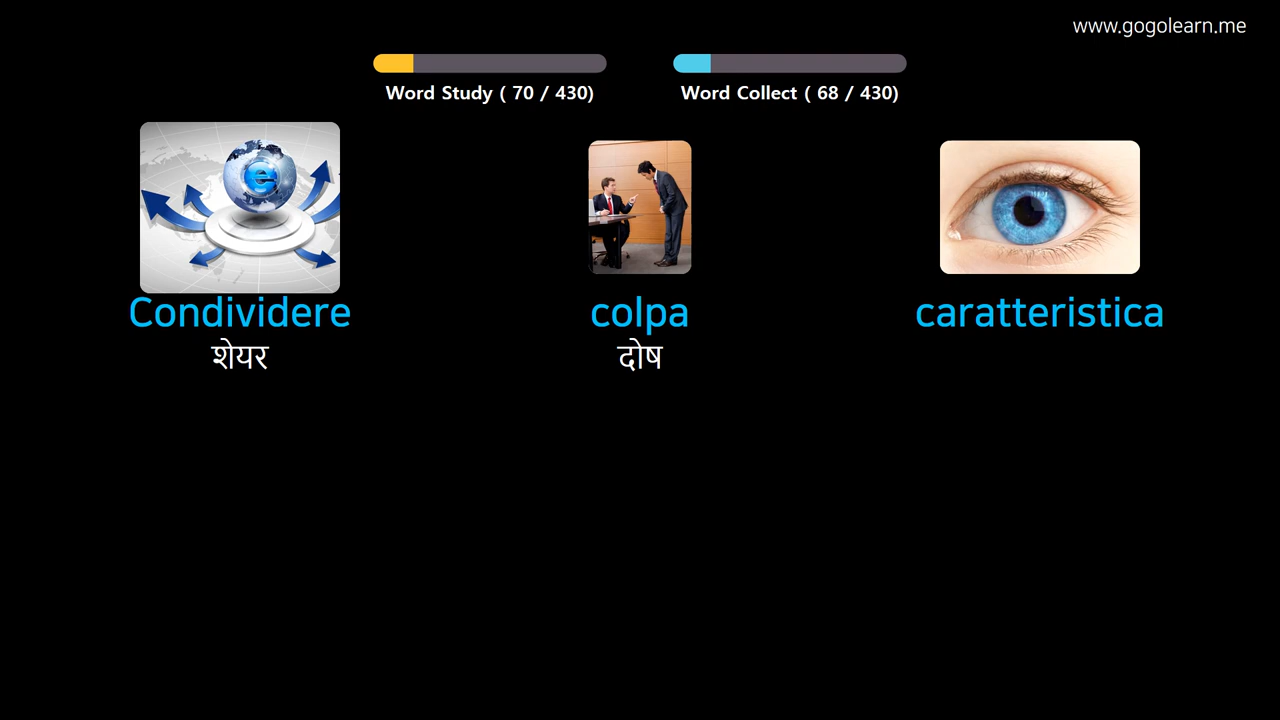 www.gogolearn.me
Word Study ( 70 / 430)
Word Collect ( 68 / 430)
e
Condividere
colpa
caratteristica
शेयर
दोष